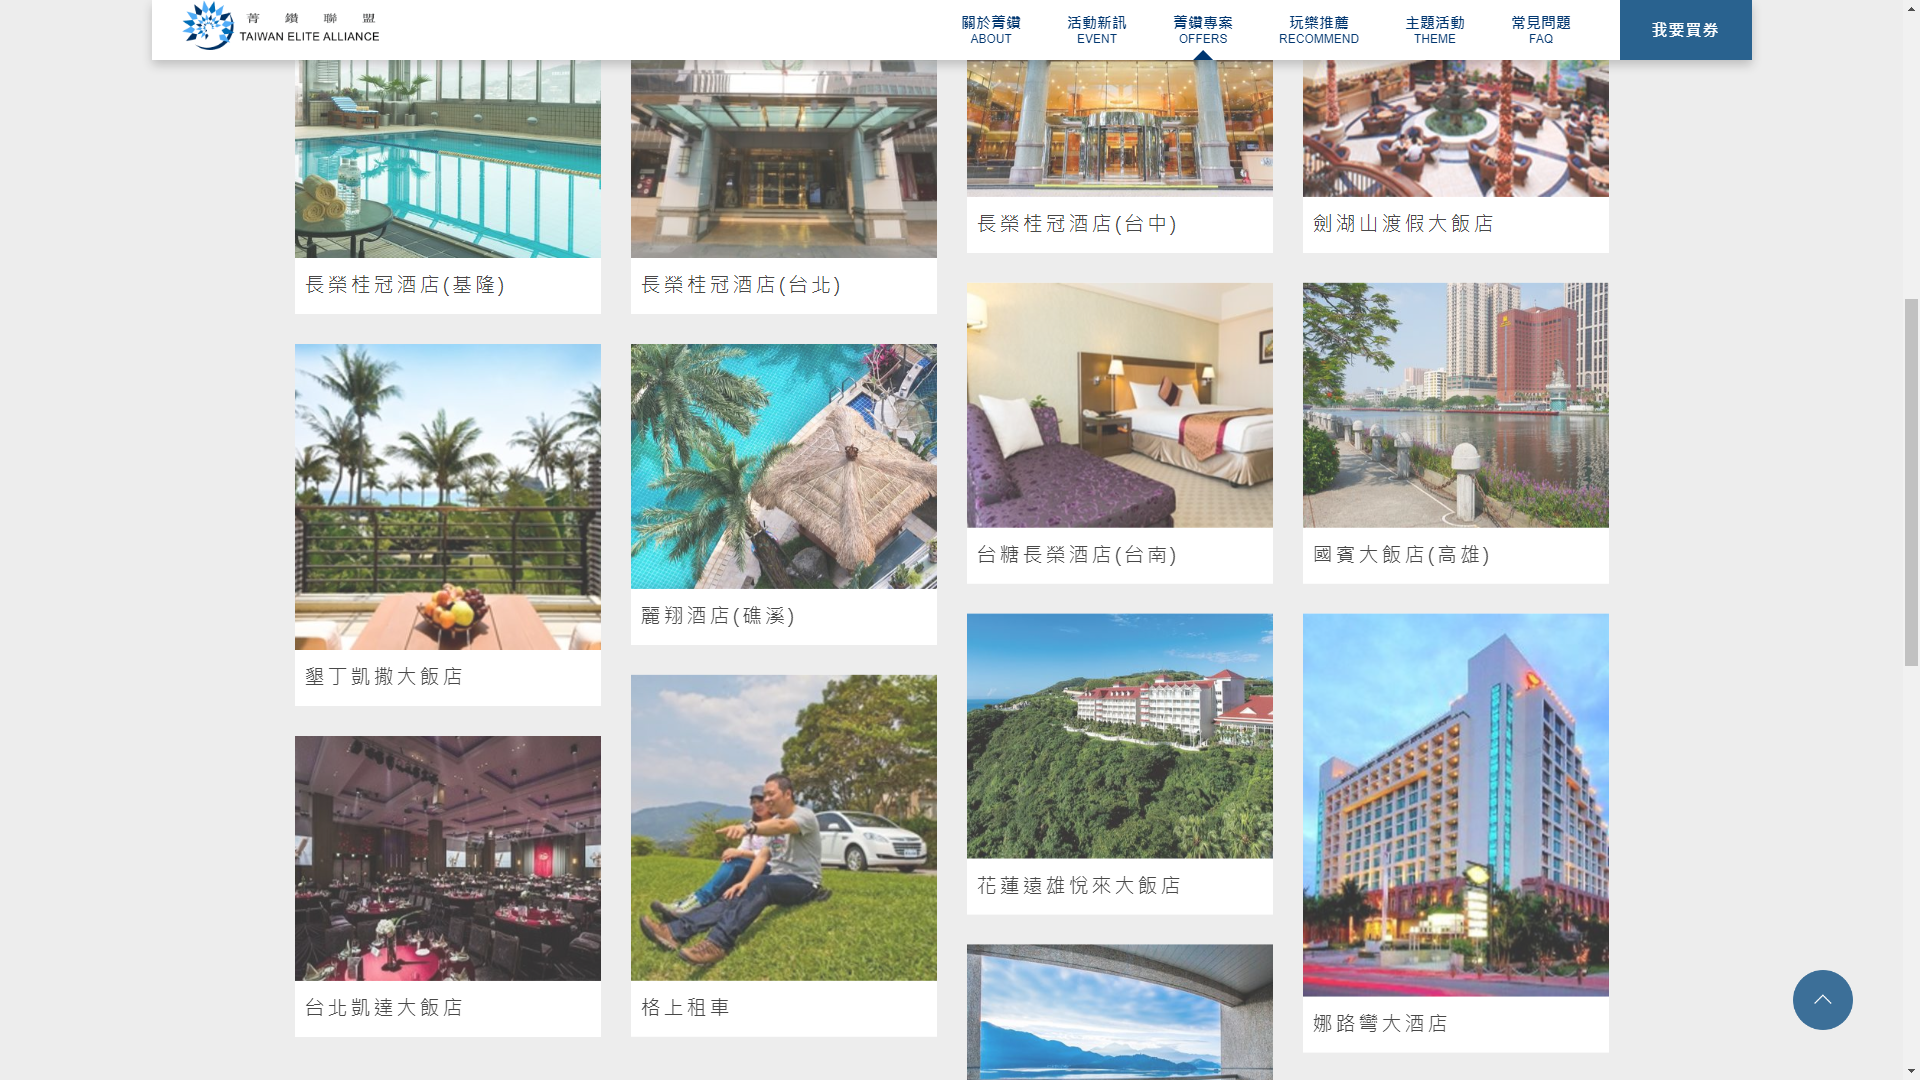 菁鑽聯盟
TAIWAN ELITE ALLIANCE
關於菁鑽
ABOUT
活動新訊
EVENT
菁鑽專案
OFFERS
玩樂推薦
RECOMMEND
主題活動
THEME
常見問題
FAQ
我要買券
長榮桂冠酒店(基隆)
長榮桂冠酒店(台北)
長榮桂冠酒店(台中)
劍湖山渡假大飯店
墾丁凱撒大飯店
麗翔酒店(礁溪)
台糖長榮酒店(台南)
國賓大飯店(高雄)
台北凱達大飯店
格上租車
花蓮遠雄悅來大飯店
娜路彎大酒店